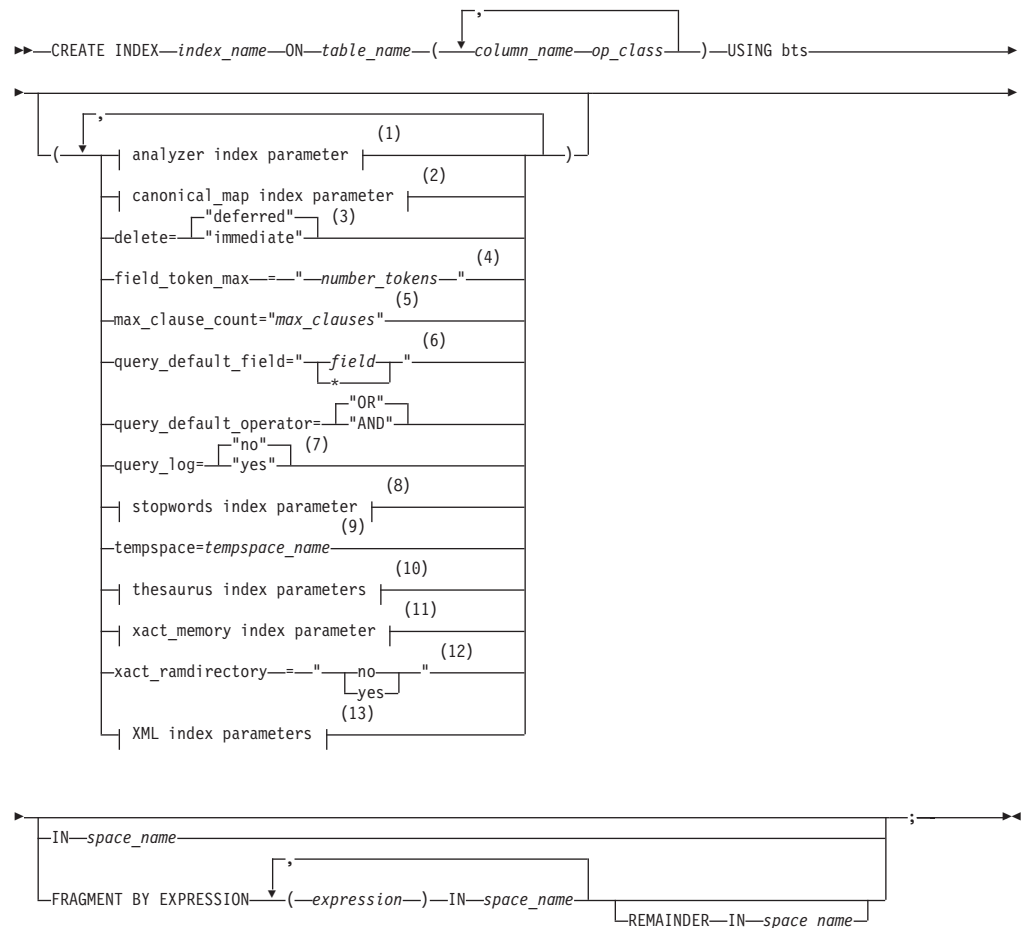 ,
CREATE INDEX index_name ON table_name ( column_name op_class ) USING bts
,
(1)
( analyzer index parameter )
(2)
canonical_map index parameter
"deferred" (3)
delete= "immediate"
(4)
field_token_max = " number_tokens "
(5)
max_clause_count="max_clauses"
(6)
query_default_field=" field "
*
"OR"
query_default_operator= "AND"
"no" (7)
query_log= "yes"
(8)
stopwords index parameter
(9)
tempspace=tempspace_name
(10)
thesaurus index parameters
(11)
xact_memory index parameter
(12)
xact_ramdirectory = " no "
yes
(13)
XML index parameters
;
IN space_name
,
FRAGMENT BY EXPRESSION ( expression ) IN space_name
REMAINDER IN space_name